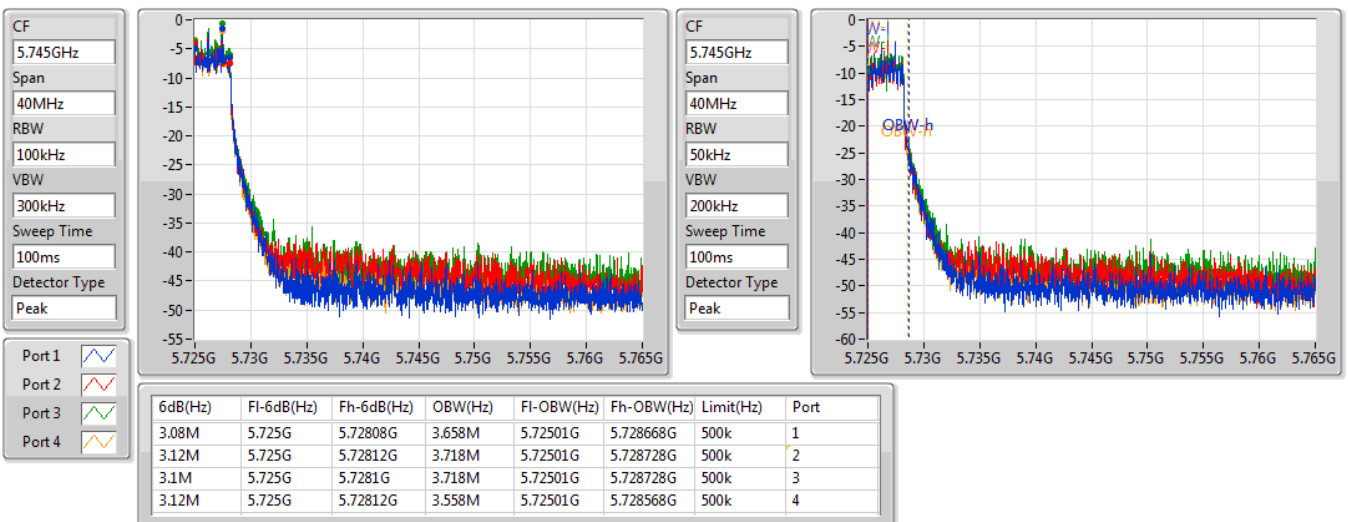 CF
5.745GHz
Span
40MHz
RBW
100kHz
VBW
300kHz
Sweep Time
100ms
Detector Type
Peak
0
-5
-10
-15
-20
-25
-30
-35
-40
-45
-50
-55
5.725G 5.73G 5.735G 5.74G 5.745G 5.75G 5.755G 5.76G 5.765G
CF
5.745GHz
Span
40MHz
RBW
50kHz
VBW
200kHz
Sweep Time
100ms
Detector Type
Peak
0
-5
-10
-15
-20
-25
-30
-35
-40
-45
-50
-55
-60
OBW-h
5.725G 5.73G 5.735G 5.74G 5.745G 5.75G 5.755G 5.76G 5.765G
Port 1
Port 2
Port 3
Port 4
6dB(Hz) Fl-6dB(Hz) Fh-6dB(Hz) OBW(Hz) Fl-OBW(Hz) Fh-OBW(Hz) Limit(Hz) Port
3.08M 5.725G 5.72808G 3.658M 5.72501G 5.728668G 500k 1
3.12M 5.725G 5.72812G 3.718M 5.72501G 5.728728G 500k 2
3.1M 5.725G 5.7281G 3.718M 5.72501G 5.728728G 500k 3
3.12M 5.725G 5.72812G 3.558M 5.72501G 5.728568G 500k 4